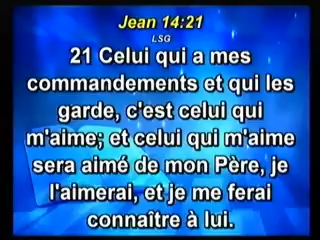 Jean 14:21
LSG
21 Celui qui a mes
commandements et qui les
garde, c'est celui qui
m'aime; et celui qui m'aime
sera aimé de mon Père, je
l'aimerai, et je me ferai
connaître à lui.